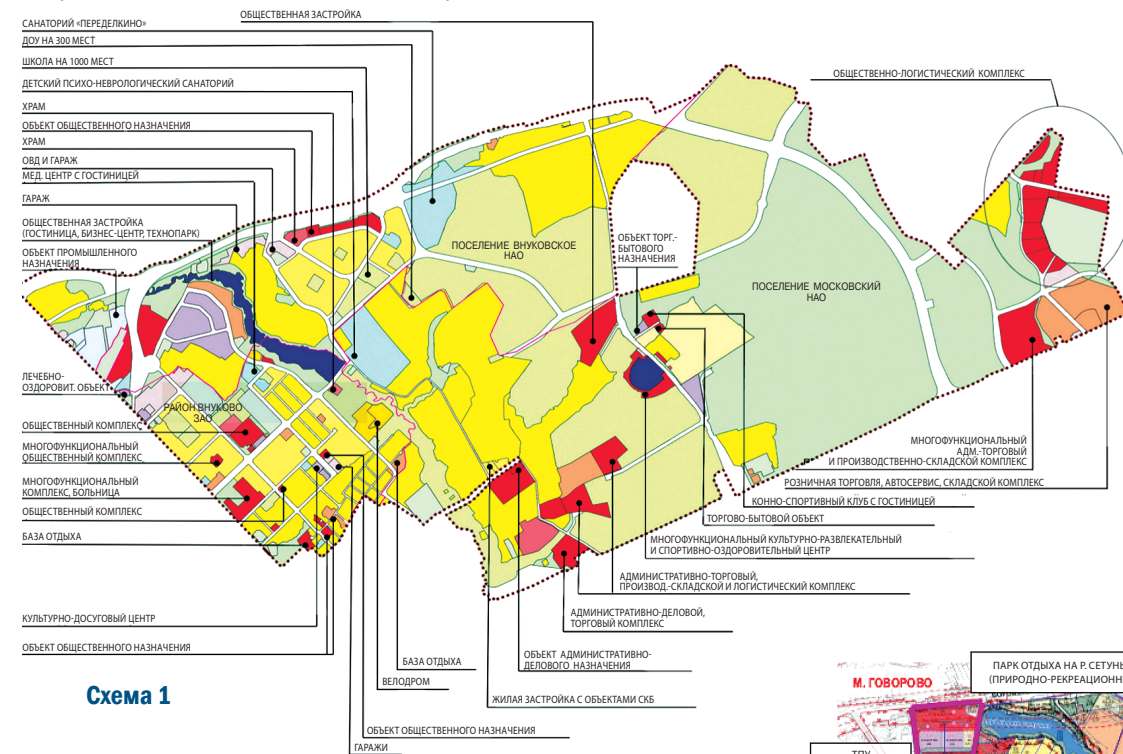 ОБЩЕСТВЕННАЯ ЗАСТРОЙКА
САНАТОРИЙ «ПЕРЕДЕЛКИНО»
ДОУ НА 300 МЕСТ
ШКОЛА НА 1000 МЕСТ
ДЕТСКИЙ ПСИХО-НЕВРОЛОГИЧЕСКИЙ САНАТОРИЙ
ХРАМ
ОБЪЕКТ ОБЩЕСТВЕННОГО НАЗНАЧЕНИЯ
ХРАМ
ОВД И ГАРАЖ
МЕД. ЦЕНТР С ГОСТИНИЦЕЙ
ГАРАЖ
ОБЩЕСТВЕННАЯ ЗАСТРОЙКА
(ГОСТИНИЦА, БИЗНЕС-ЦЕНТР, ТЕХНОПАРК)
ОБЪЕКТ ПРОМЫШЛЕННОГО
НАЗНАЧЕНИЯ
ЛЕЧЕБНО-
ОЗДОРОВИТ. ОБЪЕКТ
ОБЩЕСТВЕННЫЙ КОМПЛЕКС
МНОГОФУНКЦИОНАЛЬНЫЙ
ОБЩЕСТВЕННЫЙ КОМПЛЕКС
МНОГОФУНКЦИОНАЛЬНЫЙ
КОМПЛЕКС, БОЛЬНИЦА
ОБЩЕСТВЕННЫЙ КОМПЛЕКС
БАЗА ОТДЫХА
КУЛЬТУРНО-ДОСУГОВЫЙ ЦЕНТР
ОБЪЕКТ ОБЩЕСТВЕННОГО НАЗНАЧЕНИЯ
РАЙОН ВНУКОВО
ЗАО
ПОСЕЛЕНИЕ ВНУКОВСКОЕ
НАО
ОБЪЕКТ ТОРГ.-
БЫТОВОГО
НАЗНАЧЕНИЯ
ПОСЕЛЕНИЕ МОСКОВСКИЙ
НАО
ОБЩЕСТВЕННО-ЛОГИСТИЧЕСКИЙ КОМПЛЕКС
МНОГОФУНКЦИОНАЛЬНЫЙ
АДМ.-ТОРГОВЫЙ
И ПРОИЗВОДСТВЕННО-СКЛАДСКОЙ КОМПЛЕКС
РОЗНИЧНАЯ ТОРГОВЛЯ, АВТОСЕРВИС, СКЛАДСКОЙ КОМПЛЕКС
КОННО-СПОРТИВНЫЙ КЛУБ С ГОСТИНИЦЕЙ
ТОРГОВО-БЫТОВОЙ ОБЪЕКТ
МНОГОФУНКЦИОНАЛЬНЫЙ КУЛЬТУРНО-РАЗВЛЕКАТЕЛЬНЫЙ
И СПОРТИВНО-ОЗДОРОВИТЕЛЬНЫЙ ЦЕНТР
АДМИНИСТРАТИВНО-ТОРГОВЫЙ,
ПРОИЗВОД.-СКЛАДСКОЙ И ЛОГИСТИЧЕСКИЙ КОМПЛЕКС
АДМИНИСТРАТИВНО-ДЕЛОВОЙ,
ТОРГОВЫЙ КОМПЛЕКС
ОБЪЕКТ АДМИНИСТРАТИВНО-
ДЕЛОВОГО НАЗНАЧЕНИЯ
БАЗА ОТДЫХА
ВЕЛОДРОМ
ЖИЛАЯ ЗАСТРОЙКА С ОБЪЕКТАМИ СКБ
ОБЪЕКТ ОБЩЕСТВЕННОГО НАЗНАЧЕНИЯ
ГАРАЖИ
Схема 1
ПАРК ОТДЫХА НА Р. СЕТУНЬ
(ПРИРОДНО-РЕКРЕАЦИОНН
М. ГОВОРОВО
ТПУ